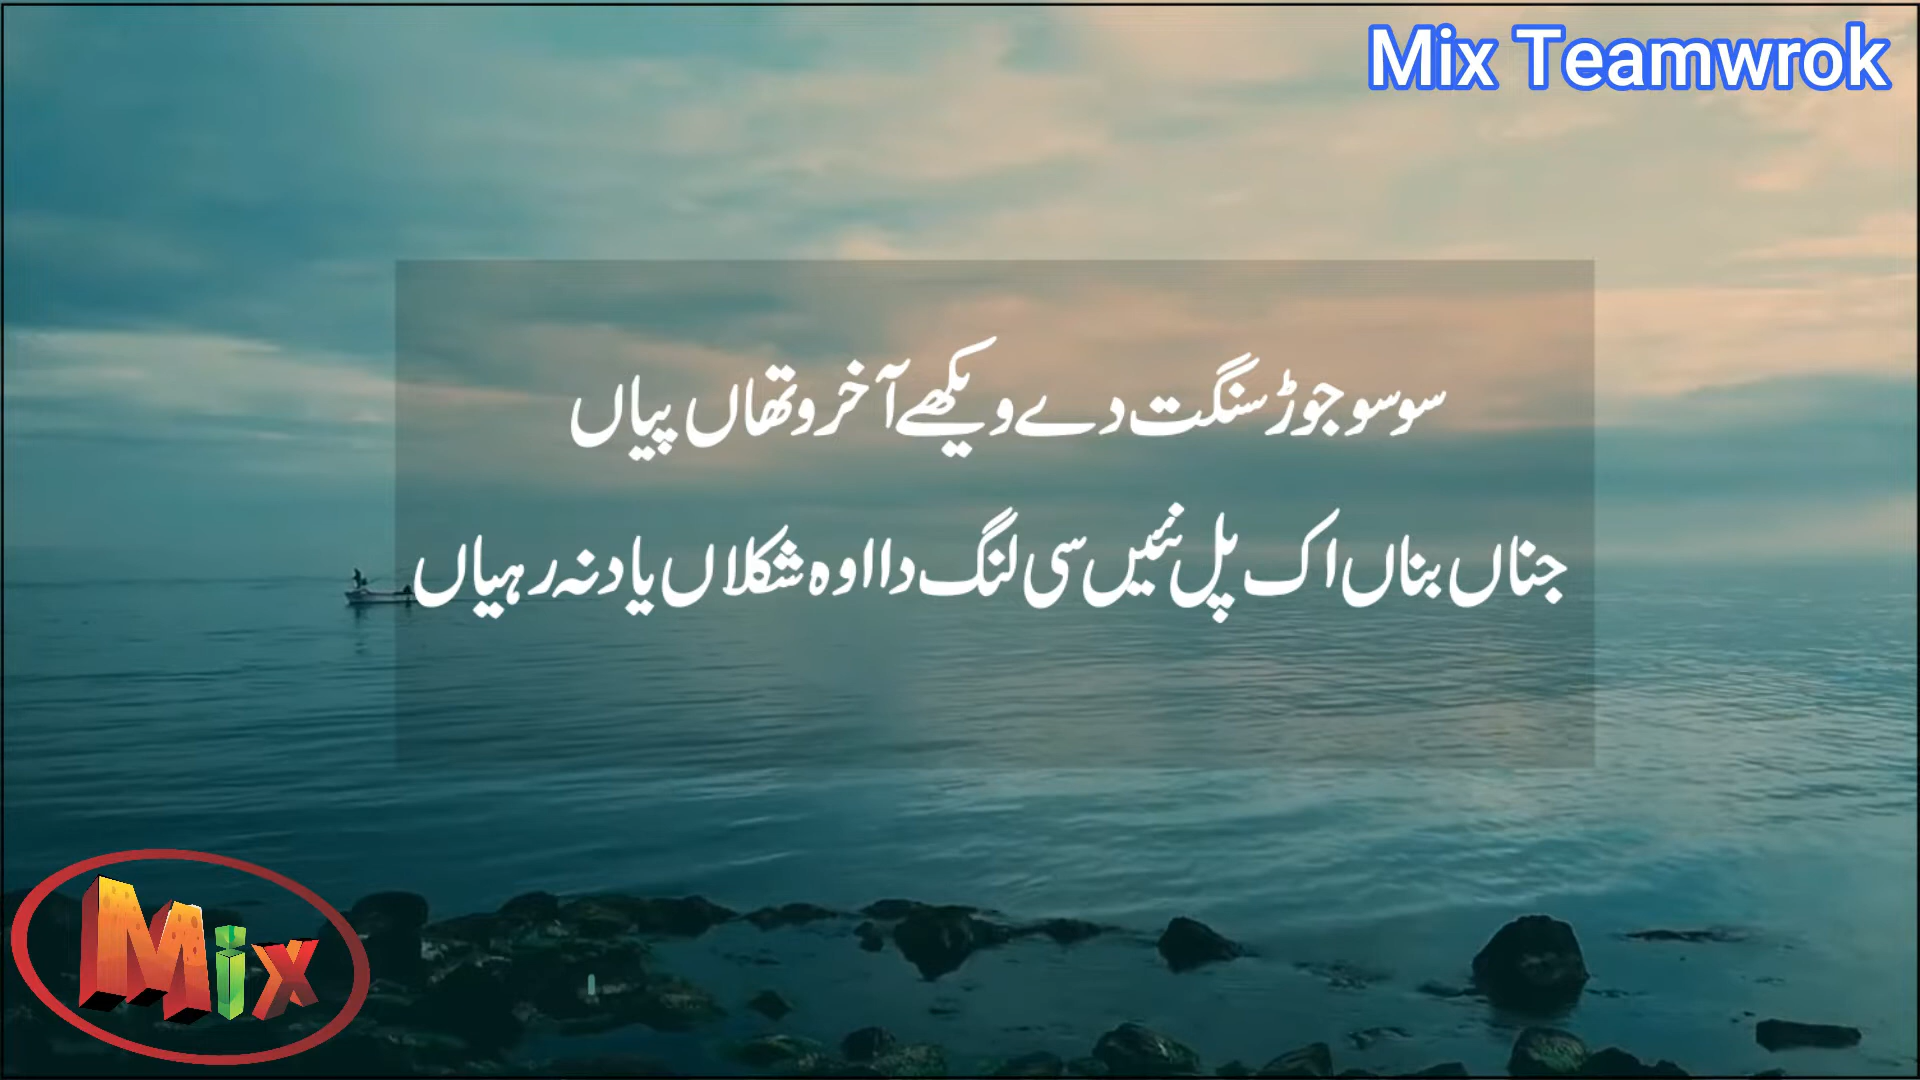 Mix Teamwrok
سو سو جوڑ سنگت دے ویکھے آخر وتھاں پیاں
جناں بناں اک پل نئیں سی لنگ دا اوہ شکلاں یاد نہ رہیاں
Mix